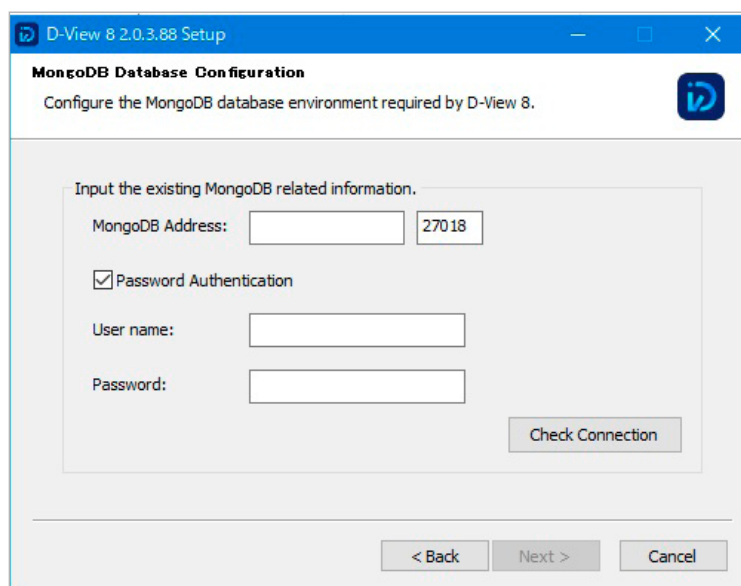 D-View 8 2.0.3.88 Setup
MongoDB Database Configuration
Configure the MongoDB database environment required by D-View 8.
Input the existing MongoDB related information.
MongoDB Address: 27018
Password Authentication
User name:
Password:
Check Connection
< Back Next > Cancel